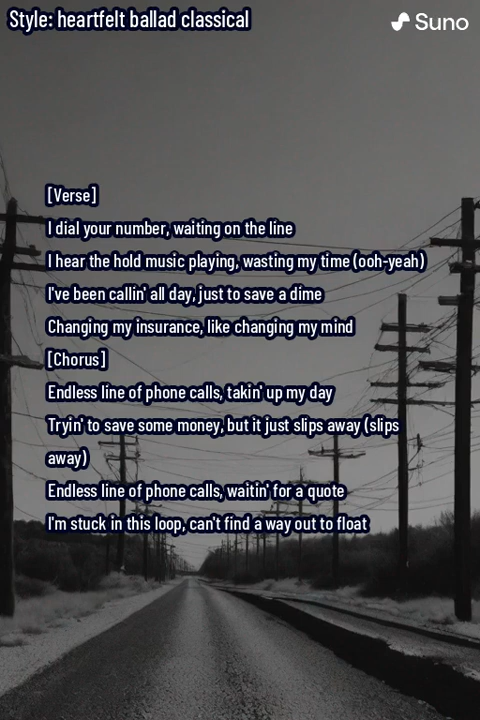 Style: heartfelt ballad classical
Suno
[Verse]
I dial your number, waiting on the line
I hear the hold music playing, wasting my time (ooh-yeah)
I've been callin' all day, just to save a dime
Changing my insurance, like changing my mind
[Chorus]
Endless line of phone calls, takin' up my day
Tryin' to save some money, but it just slips away (slips
away)
Endless line of phone calls, waitin' for a quote
I'm stuck in this loop, can't find a way out to float